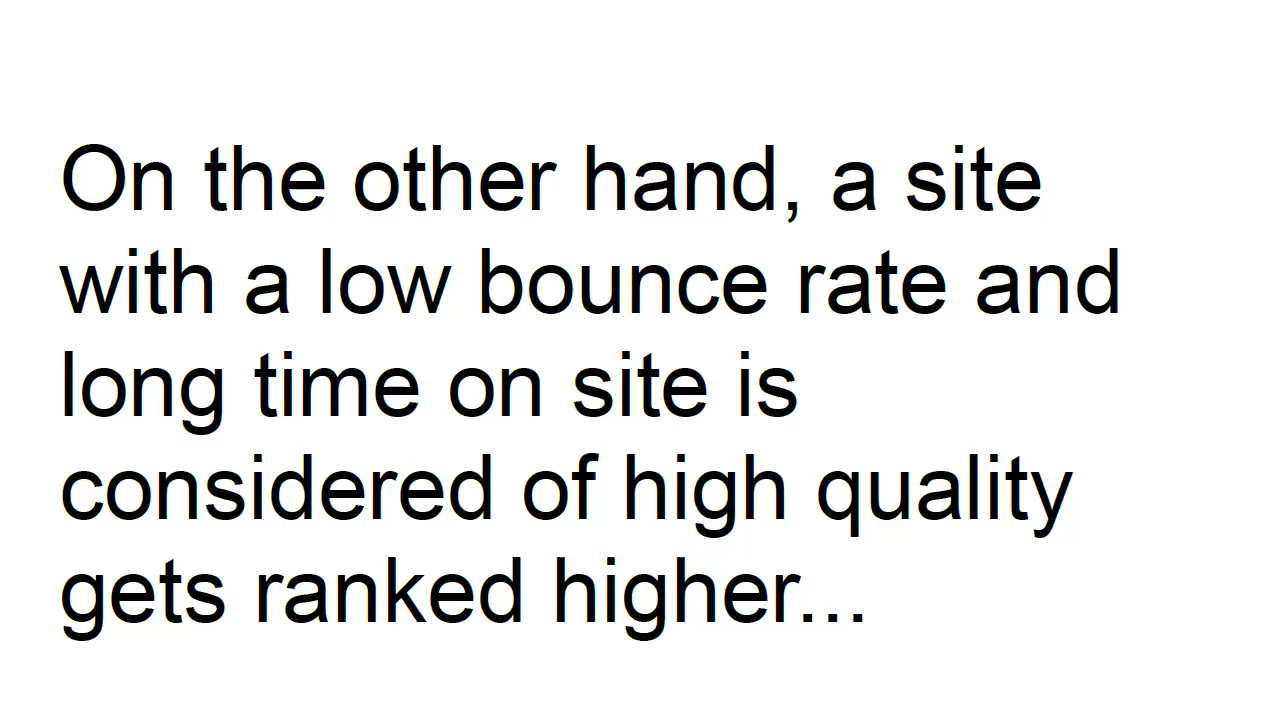 On the other hand, a site
with a low bounce rate and
long time on site is
considered of high quality
gets ranked higher...